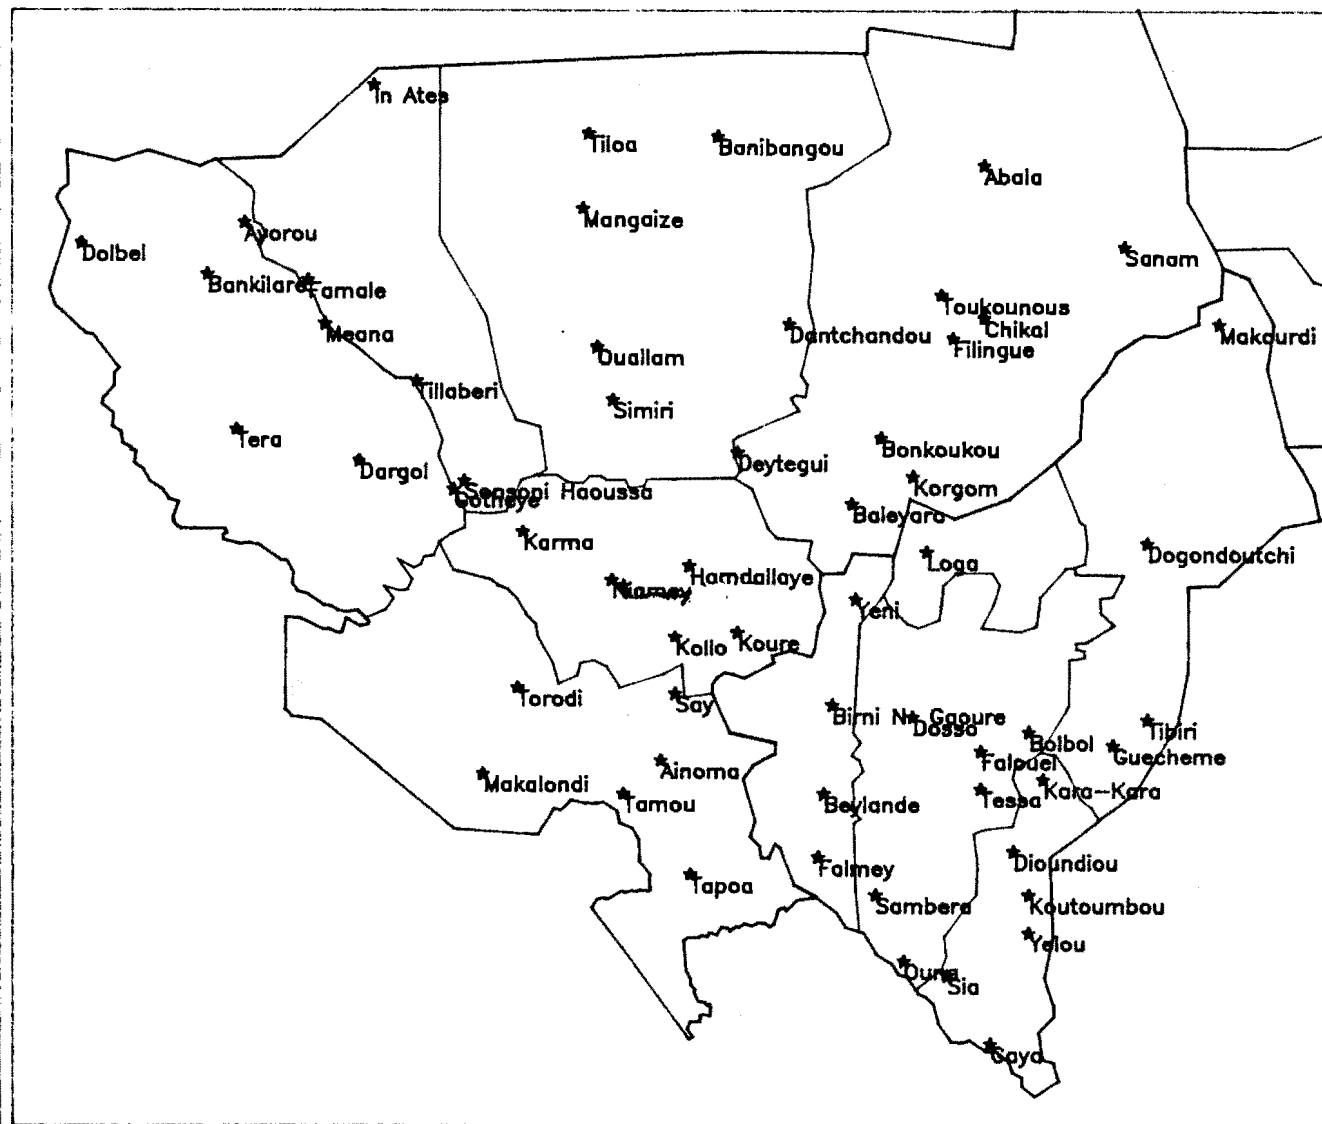 In Ates
Tiloa
Banibangou
Abala
Mangaize
Ayorou
Dolbel
Sanam
Bankilare
Famale
Toukounous
Chikal
Meana
Dantchandou
Filingue
Makourdi
Ouallam
Tillaberi
Simiri
Tera
Bonkoukou
Dargol
Deytegui
Korgom
Sansani Haoussa
Gotheye
Baleyara
Karma
Dogondoutchi
Loga
Hamdallaye
Niamey
Yeni
Kollo
Koure
Torodi
Say
Birni N. Gaoure
Dosso
Tibiri
Bolbol
Guecheme
Falouel
Ainoma
Makalondi
Tamou
Beylande
Tessa
Kara-Kara
Falmey
Dioundiou
Tapoa
Sambera
Koutoumbou
Yelou
Ouna
Sia
Gaya